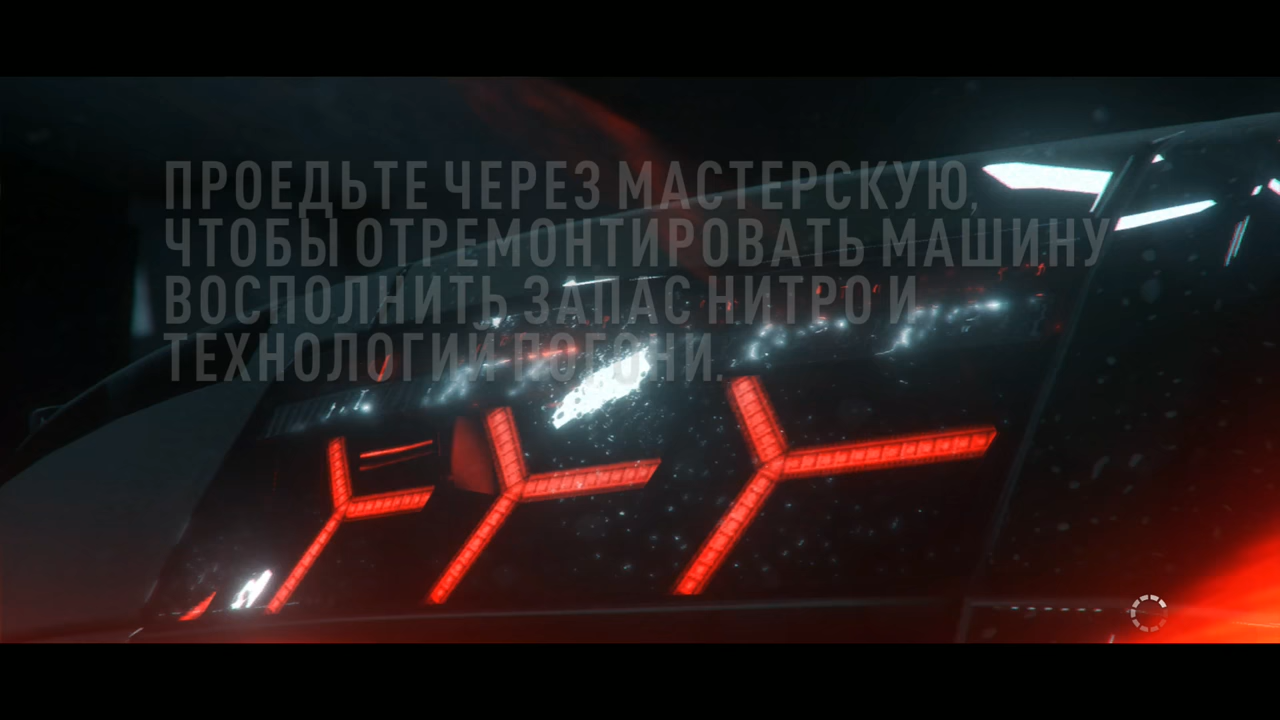 ПРОЕДЬТЕ ЧЕРЕЗ МАСТЕРСКУЮ,
ЧТОБЫ ОТРЕМОНТИРОВАТЬ МАШИНУ
ВОСПОЛНИТЬ ЗАПАС НИТРО И
ТЕХНОЛОГИЙ ПОГОНИ.